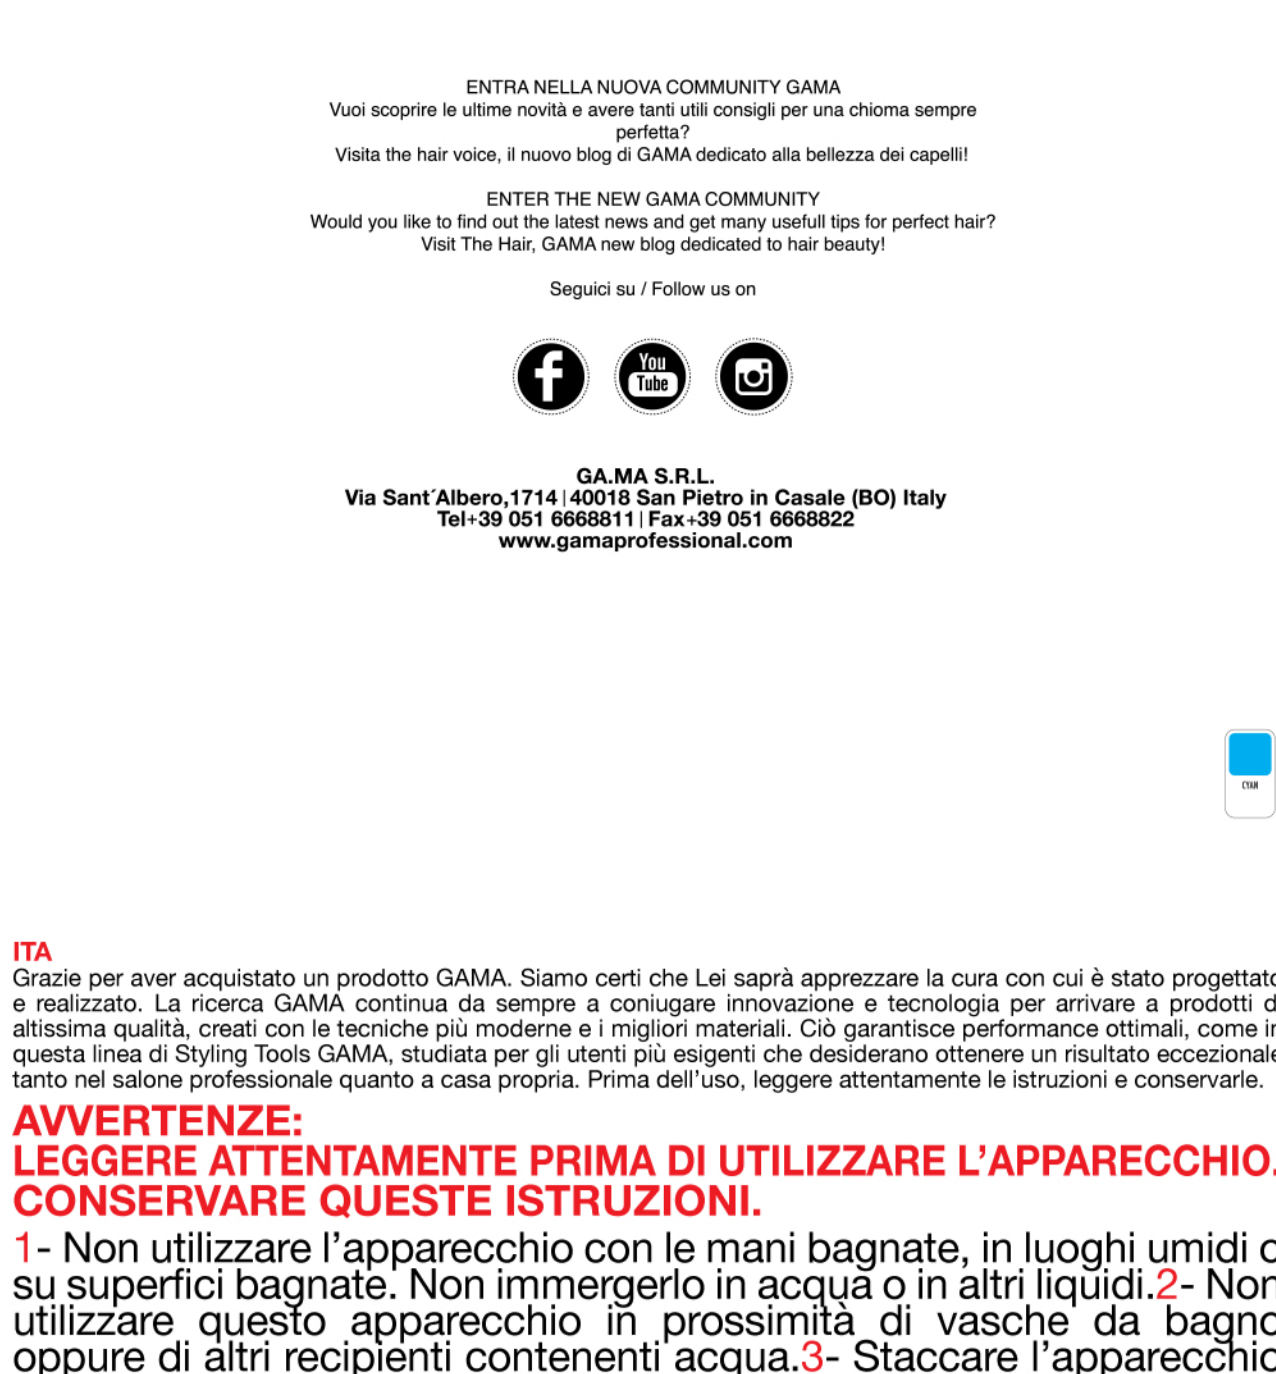 ENTRA NELLA NUOVA COMMUNITY GAMA
Vuoi scoprire le ultime novità e avere tanti utili consigli per una chioma sempre
perfetta?
Visita the hair voice, il nuovo blog di GAMA dedicato alla bellezza dei capelli!
ENTER THE NEW GAMA COMMUNITY
Would you like to find out the latest news and get many usefull tips for perfect hair?
Visit The Hair, GAMA new blog dedicated to hair beauty!
Seguici su / Follow us on
f
You
Tube
GA.MA S.R.L.
Via Sant´Albero,1714 | 40018 San Pietro in Casale (BO) Italy
Tel+39 051 6668811 | Fax+39 051 6668822
www.gamaprofessional.com
CYAN
ITA
Grazie per aver acquistato un prodotto GAMA. Siamo certi che Lei saprà apprezzare la cura con cui è stato progettato
e realizzato. La ricerca GAMA continua da sempre a coniugare innovazione e tecnologia per arrivare a prodotti d
altissima qualità, creati con le tecniche più moderne e i migliori materiali. Ciò garantisce performance ottimali, come in
questa linea di Styling Tools GAMA, studiata per gli utenti più esigenti che desiderano ottenere un risultato eccezionale
tanto nel salone professionale quanto a casa propria. Prima dell’uso, leggere attentamente le istruzioni e conservarle.
AVVERTENZE:
LEGGERE ATTENTAMENTE PRIMA DI UTILIZZARE L’APPARECCHIO.
CONSERVARE QUESTE ISTRUZIONI.
1- Non utilizzare l’apparecchio con le mani bagnate, in luoghi umidi o
su superfici bagnate. Non immergerlo in acqua o in altri liquidi.2- Non
utilizzare questo apparecchio in prossimità di vasche da bagno
oppure di altri recipienti contenenti acqua.3- Staccare l’apparecchio